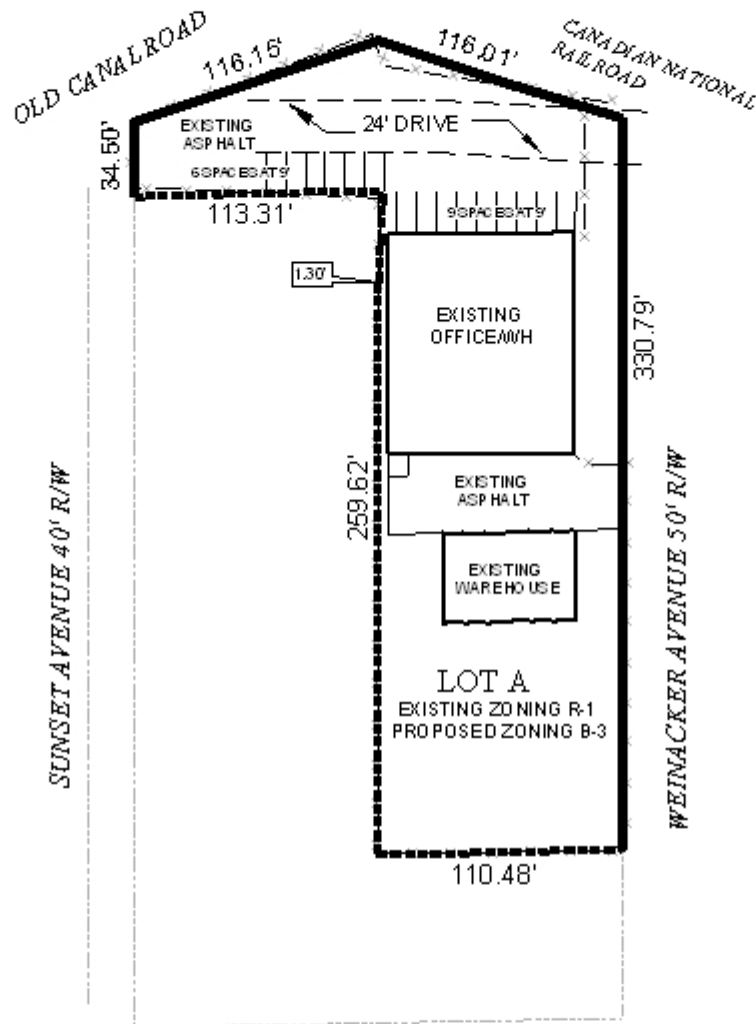 OLD CANAL ROAD
116.15'
116.01'
CANADIAN NATIONAL
RAILROAD
34.50'
EXISTING
ASPHALT
24' DRIVE
6 SPACES AT 9'
113.31'
9 SPACES AT 9'
1.30'
EXISTING
OFFICE/WH
330.79'
259.62'
EXISTING
ASPHALT
SUNSET AVENUE 40' R/W
WEINACKER AVENUE 50' R/W
EXISTING
WAREHOUSE
LOT A
EXISTING ZONING R-1
PROPOSED ZONING B-3
110.48'